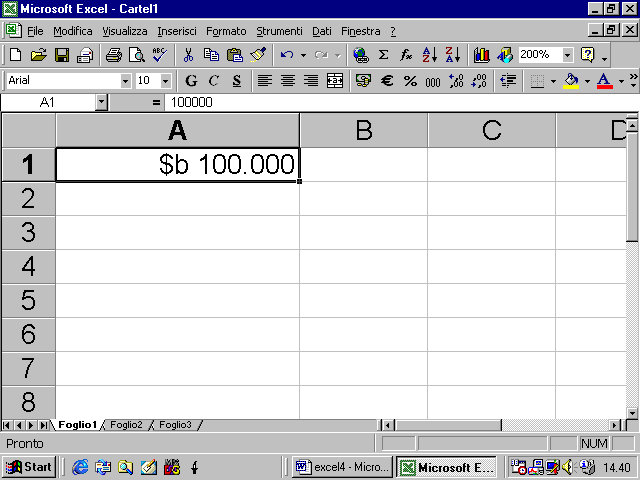 Microsoft Excel - Cartel1
File Modifica Visualizza Inserisci Formato Strumenti Dati Finestra ?
200%
Arial 10 G C S € % 000
A1 = 100000
A B C D
1 $b 100.000
2
3
4
5
6
7
8
Foglio1 Foglio2 Foglio3
Pronto NUM
Start excel4 - Micro... Microsoft E... 14.40